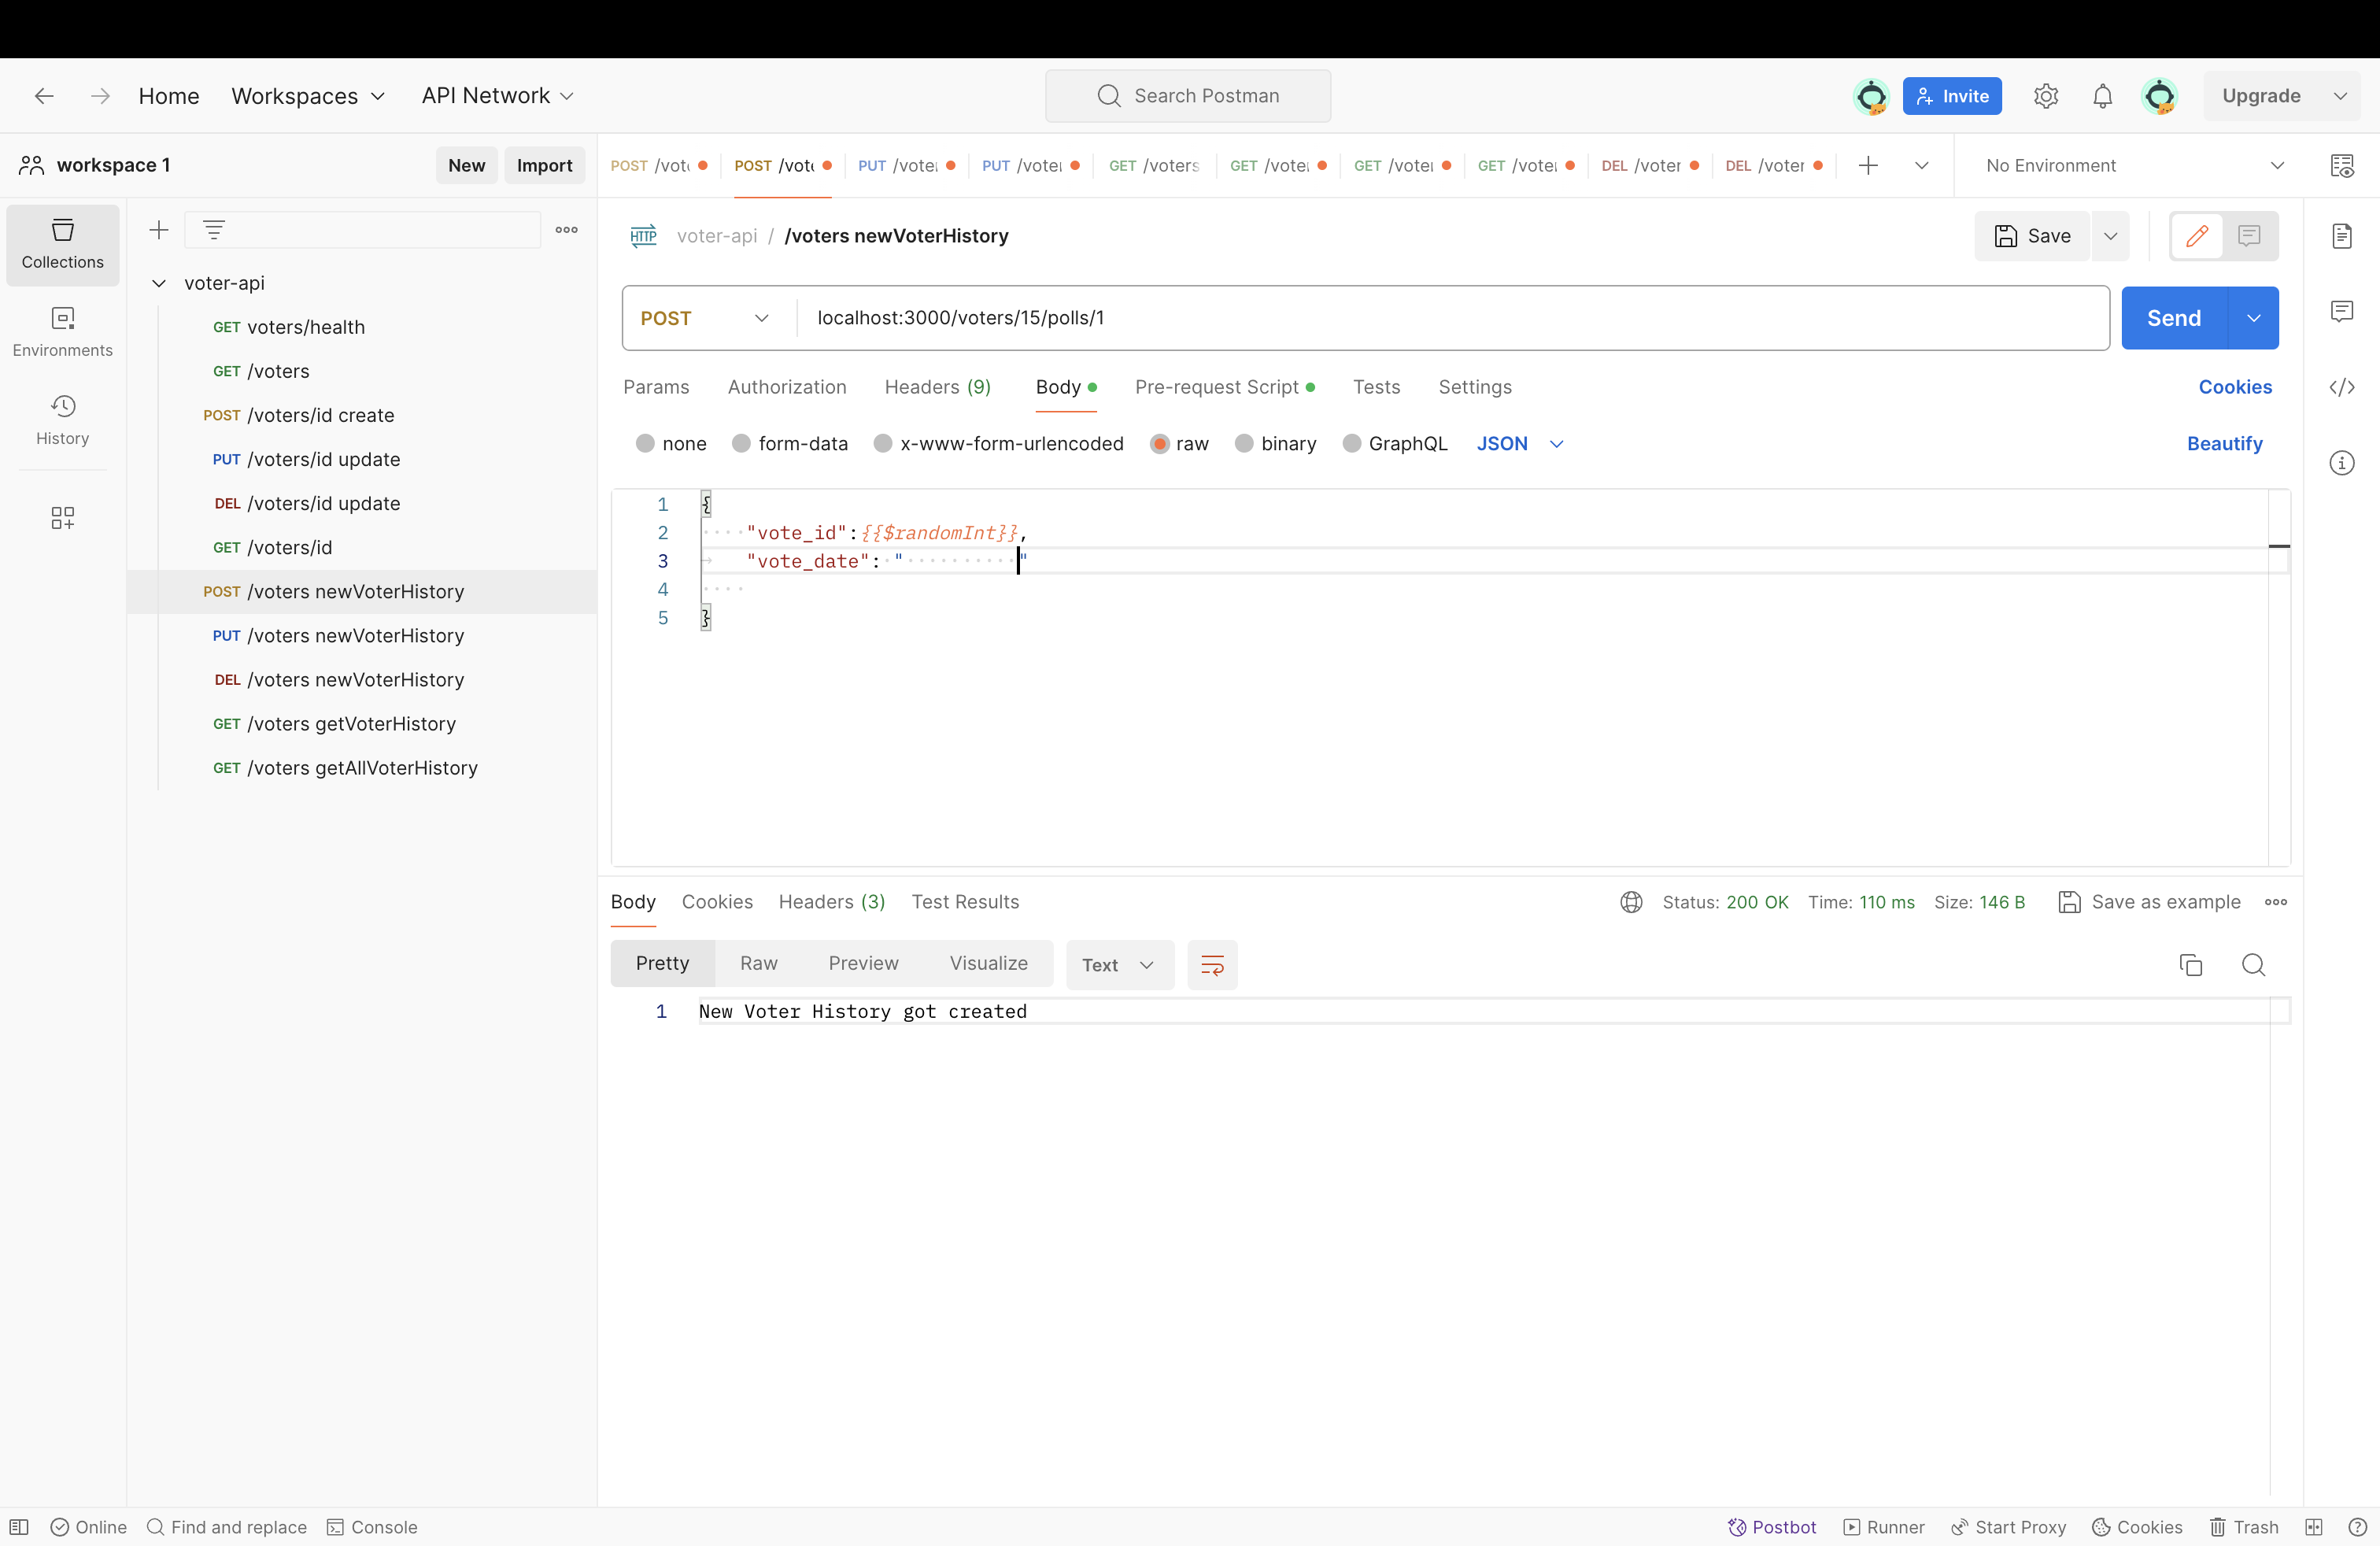 Home Workspaces API Network Search Postman Invite Upgrade
workspace 1 New Import POST /vote POST /vote PUT /voter PUT /voter GET /voters GET /voter GET /voter GET /voter DEL /voter DEL /voter No Environment
Collections
Environments
History
voter-api
GET voters/health
GET /voters
POST /voters/id create
PUT /voters/id update
DEL /voters/id update
GET /voters/id
POST /voters newVoterHistory
PUT /voters newVoterHistory
DEL /voters newVoterHistory
GET /voters getVoterHistory
GET /voters getAllVoterHistory
HTTP voter-api / /voters newVoterHistory Save
POST localhost:3000/voters/15/polls/1 Send
Params Authorization Headers (9) Body Pre-request Script Tests Settings Cookies
none form-data x-www-form-urlencoded raw binary GraphQL JSON Beautify
1 {
2 "vote_id":{{$randomInt}},
3 "vote_date": "          "
4
5 }
Body Cookies Headers (3) Test Results Status: 200 OK Time: 110 ms Size: 146 B Save as example
Pretty Raw Preview Visualize Text
1 New Voter History got created
Online Find and replace Console Postbot Runner Start Proxy Cookies Trash